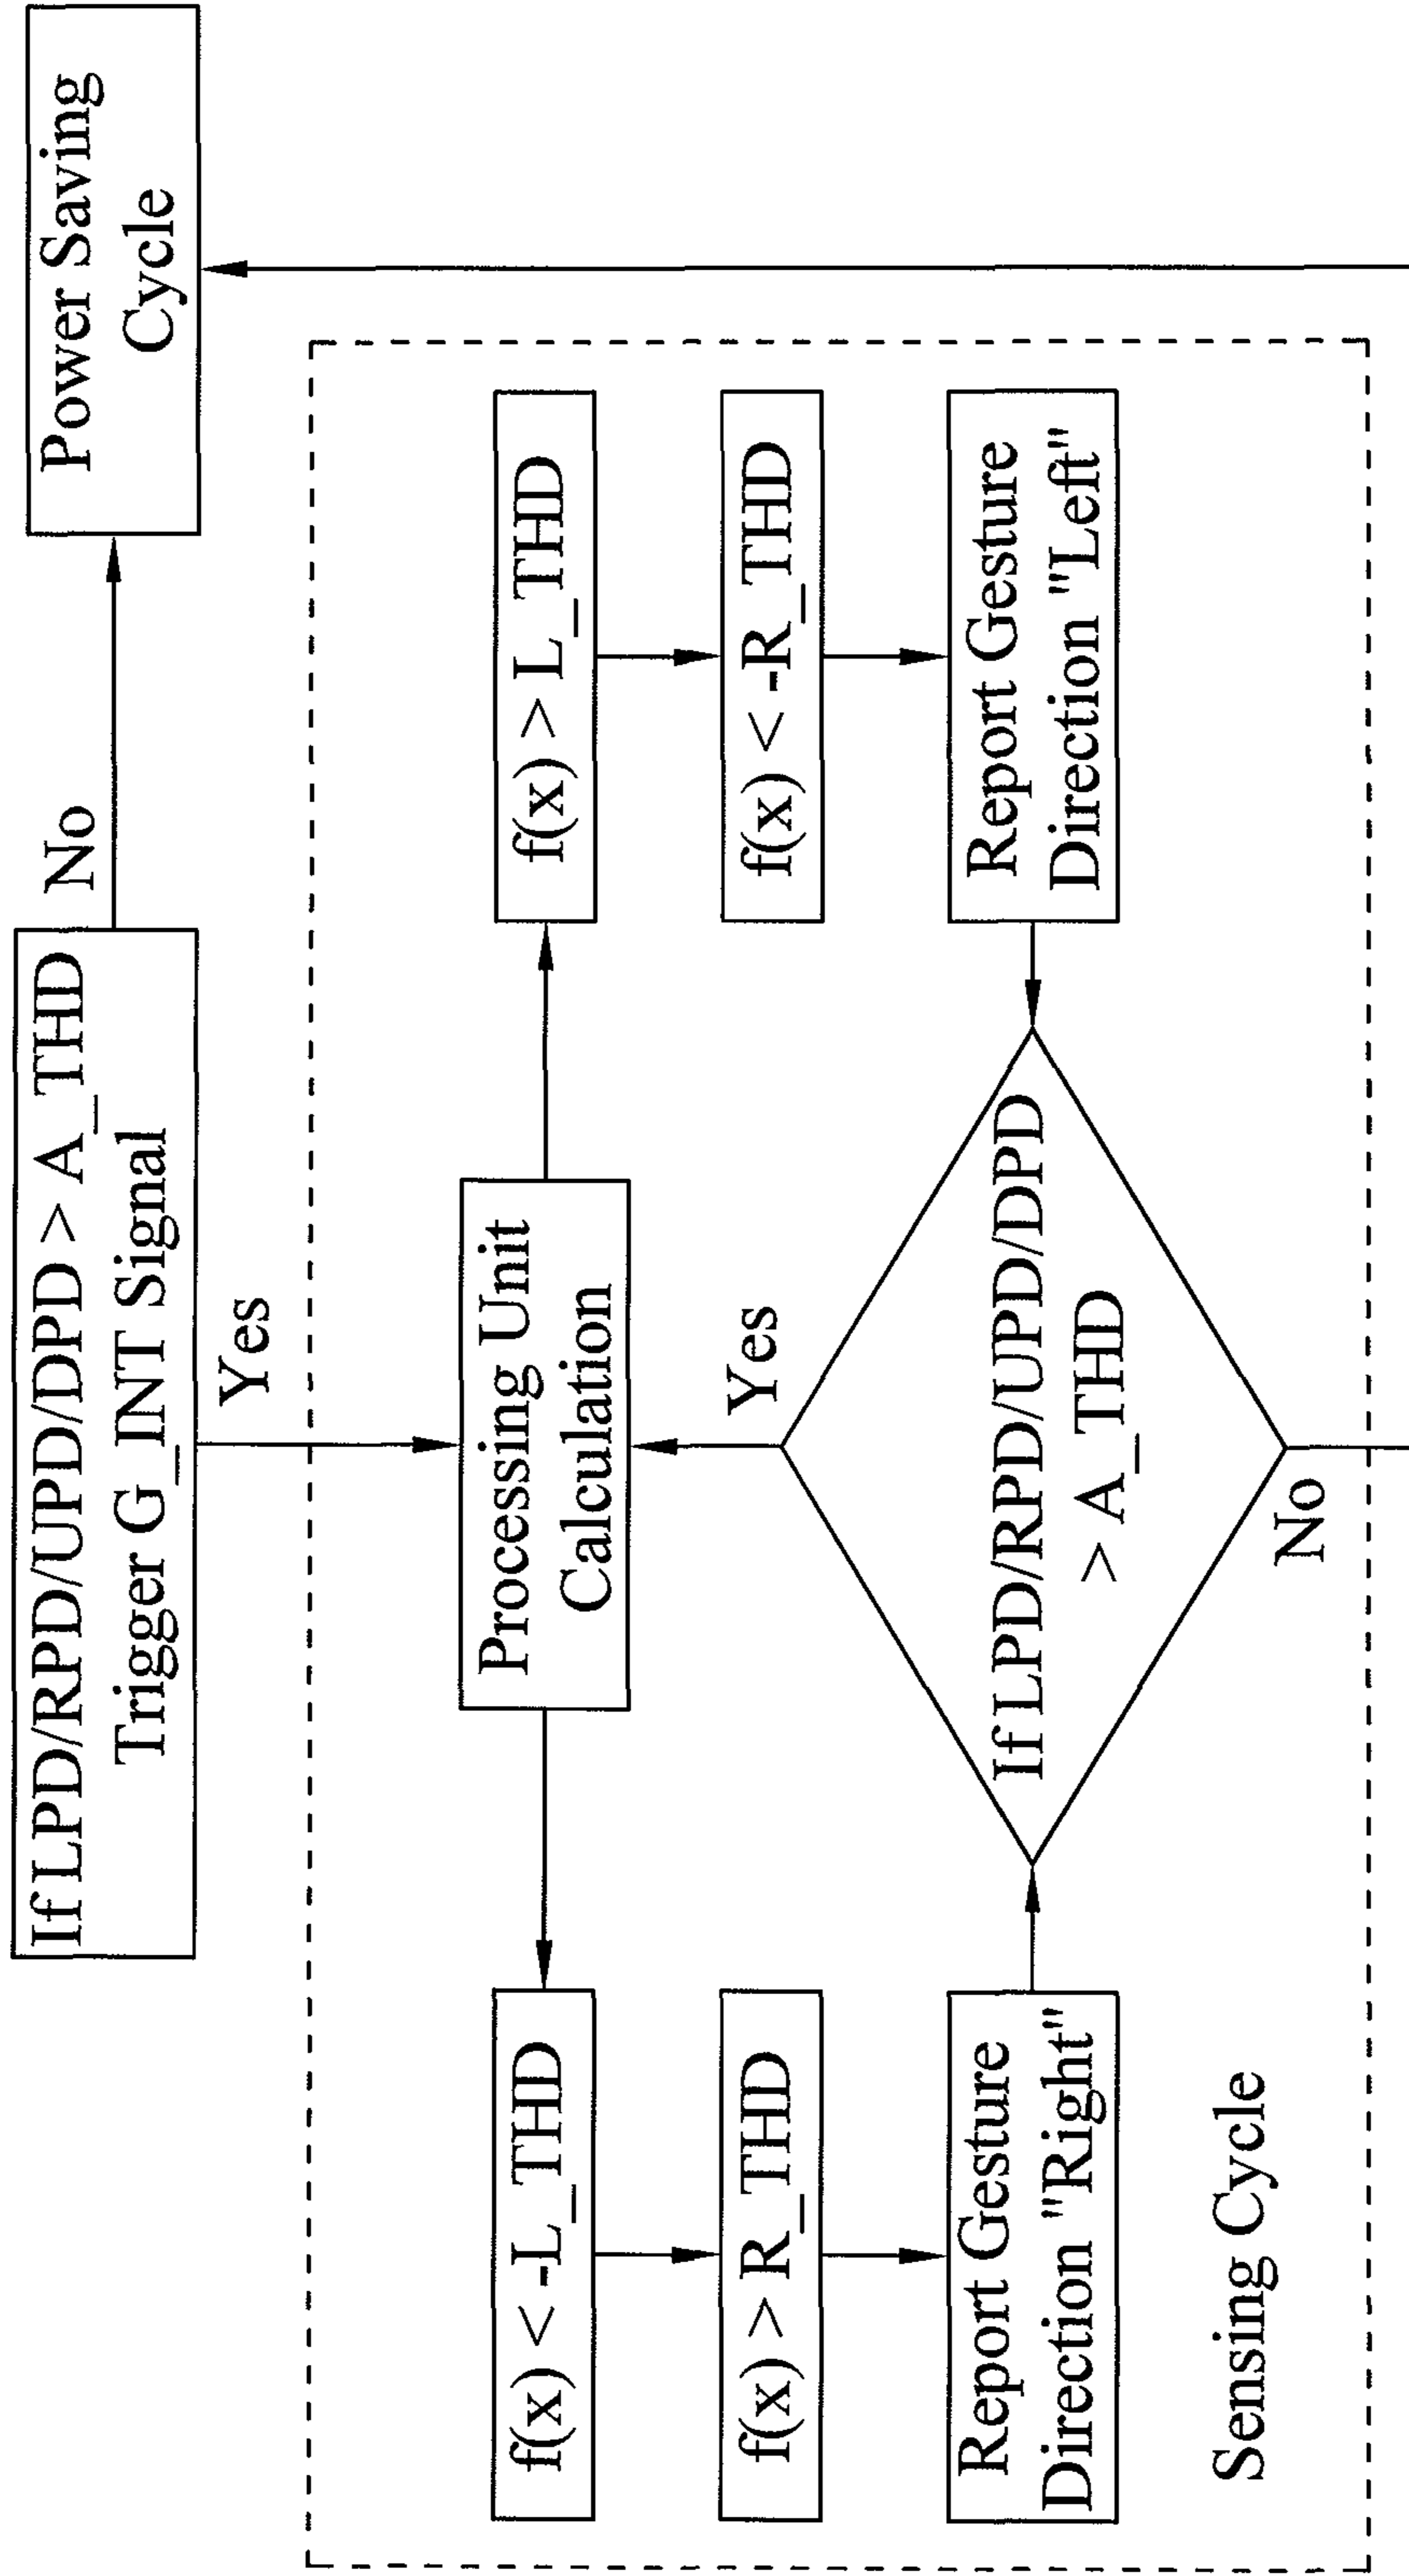 If LPD/RPD/UPD/DPD > A_THD
Trigger G_INT Signal
No
Power Saving
Cycle
Yes
Processing Unit
Calculation
f(x) < -L_THD
f(x) > L_THD
f(x) > R_THD
f(x) < -R_THD
Report Gesture
Direction "Right"
Yes
If LPD/RPD/UPD/DPD
> A_THD
Report Gesture
Direction "Left"
No
Sensing Cycle